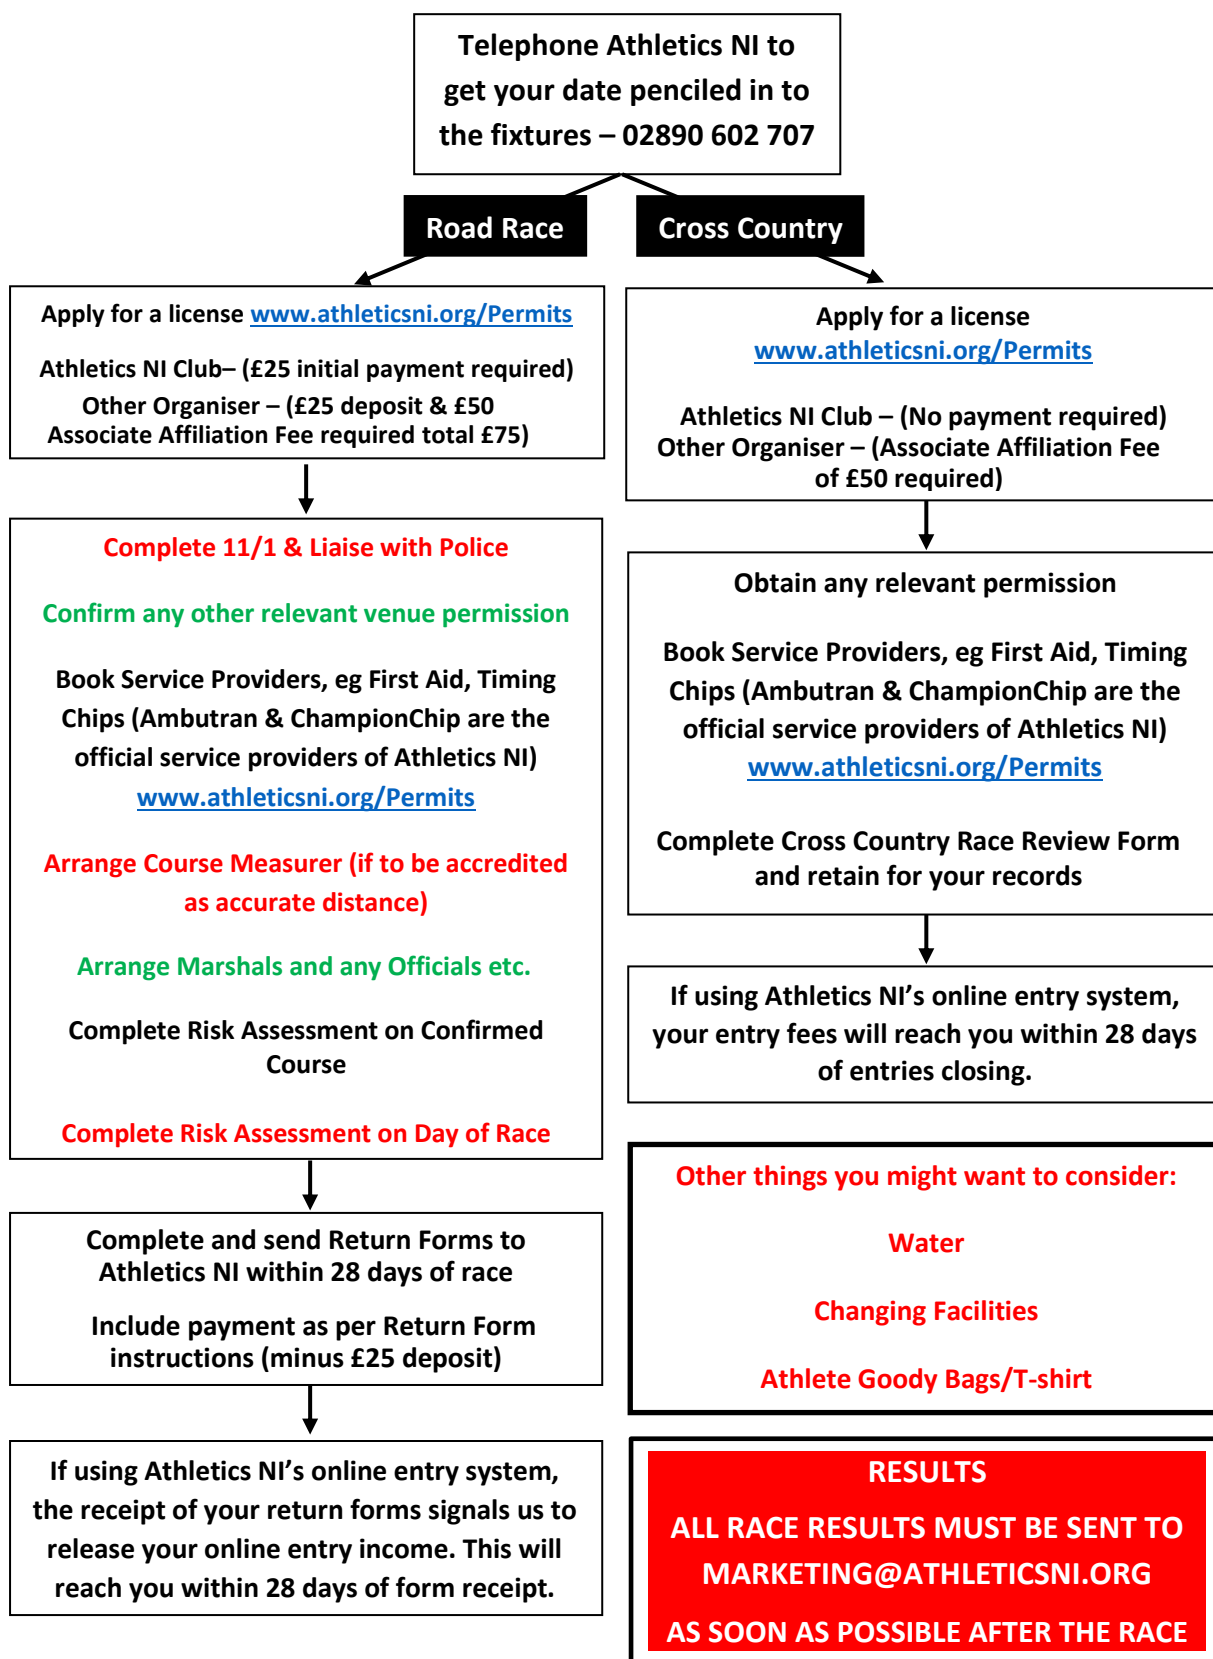 Telephone Athletics NI to
get your date penciled in to
the fixtures – 02890 602 707
Road Race
Cross Country
Apply for a license www.athleticsni.org/Permits
Athletics NI Club– (£25 initial payment required)
Other Organiser – (£25 deposit & £50
Associate Affiliation Fee required total £75)
Complete 11/1 & Liaise with Police
Confirm any other relevant venue permission
Book Service Providers, eg First Aid, Timing
Chips (Ambutran & ChampionChip are the
official service providers of Athletics NI)
www.athleticsni.org/Permits
Arrange Course Measurer (if to be accredited
as accurate distance)
Arrange Marshals and any Officials etc.
Complete Risk Assessment on Confirmed
Course
Complete Risk Assessment on Day of Race
Complete and send Return Forms to
Athletics NI within 28 days of race
Include payment as per Return Form
instructions (minus £25 deposit)
If using Athletics NI’s online entry system,
the receipt of your return forms signals us to
release your online entry income. This will
reach you within 28 days of form receipt.
Apply for a license
www.athleticsni.org/Permits
Athletics NI Club – (No payment required)
Other Organiser – (Associate Affiliation Fee
of £50 required)
Obtain any relevant permission
Book Service Providers, eg First Aid, Timing
Chips (Ambutran & ChampionChip are the
official service providers of Athletics NI)
www.athleticsni.org/Permits
Complete Cross Country Race Review Form
and retain for your records
If using Athletics NI’s online entry system,
your entry fees will reach you within 28 days
of entries closing.
Other things you might want to consider:
Water
Changing Facilities
Athlete Goody Bags/T-shirt
RESULTS
ALL RACE RESULTS MUST BE SENT TO
MARKETING@ATHLETICSNI.ORG
AS SOON AS POSSIBLE AFTER THE RACE